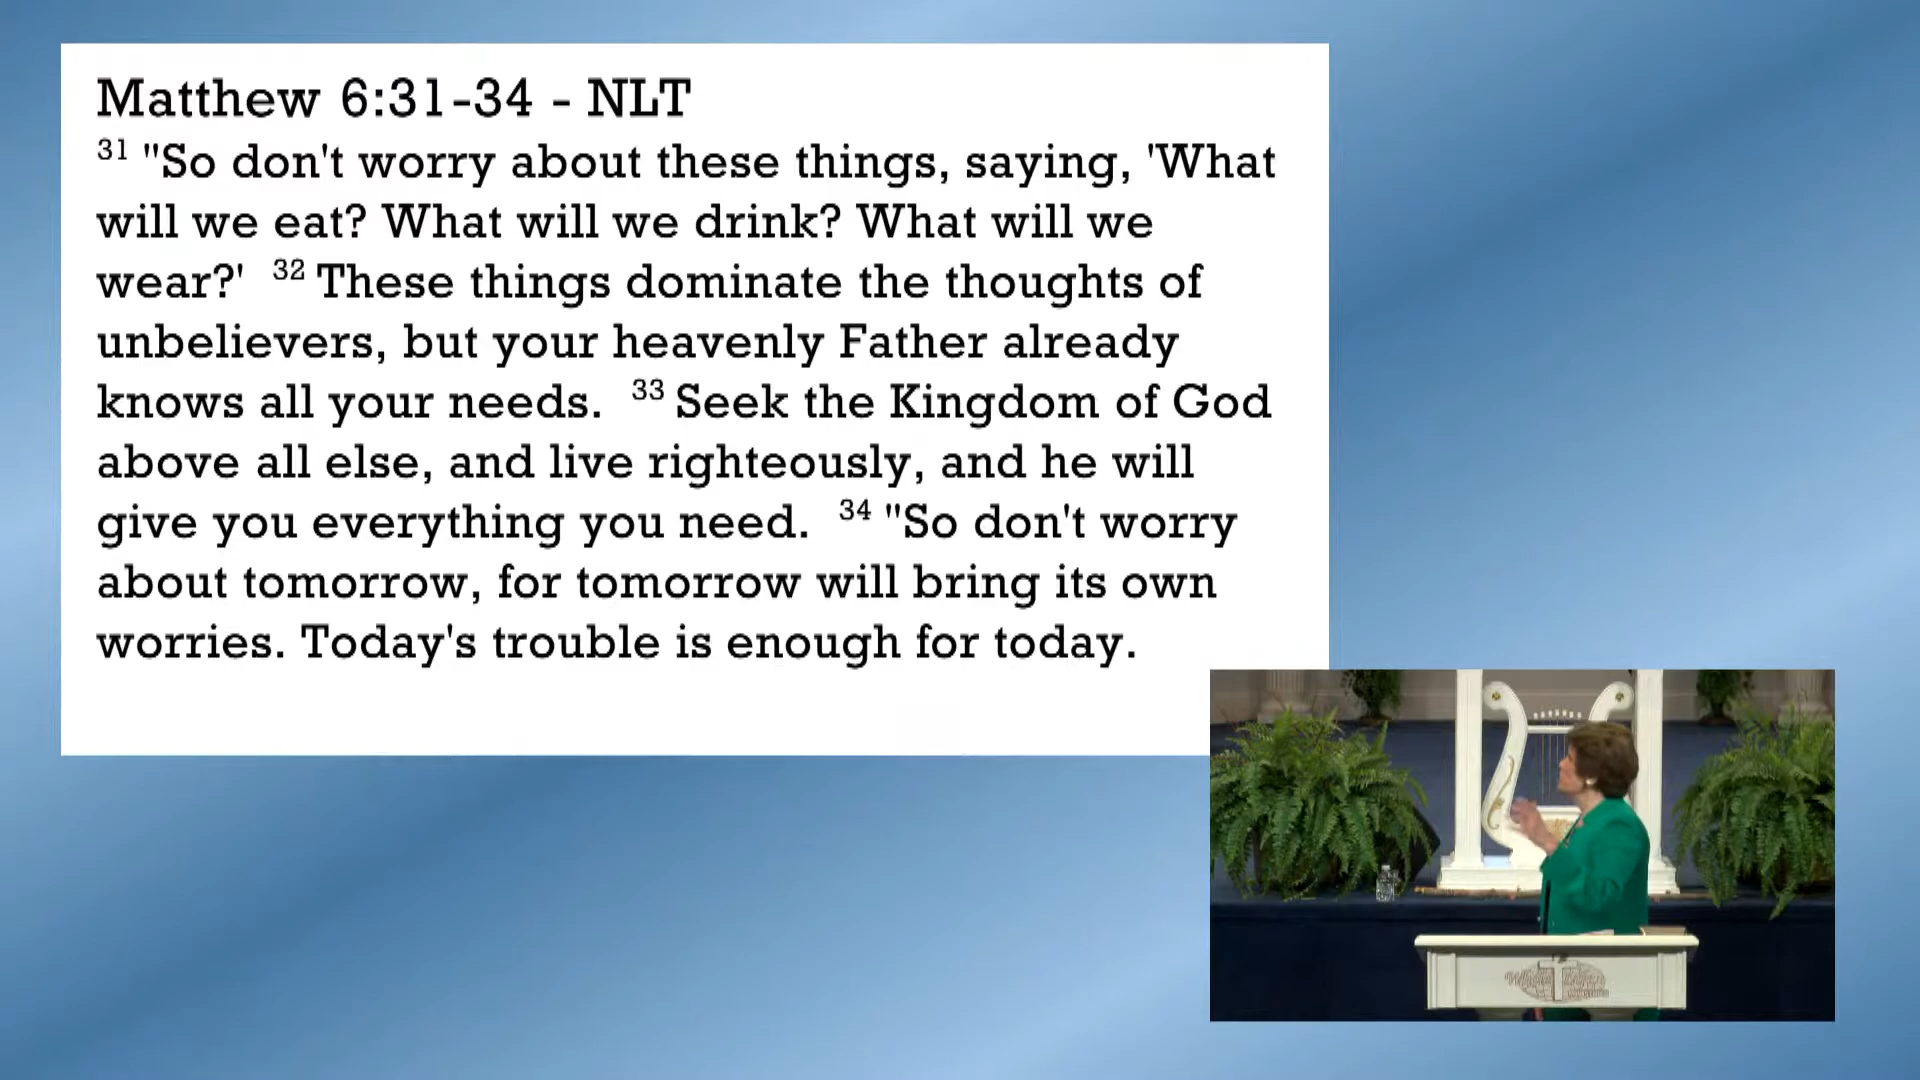 Matthew 6:31-34 - NLT
31 "So don't worry about these things, saying, 'What
will we eat? What will we drink? What will we
wear?' 32 These things dominate the thoughts of
unbelievers, but your heavenly Father already
knows all your needs. 33 Seek the Kingdom of God
above all else, and live righteously, and he will
give you everything you need. 34 "So don't worry
about tomorrow, for tomorrow will bring its own
worries. Today's trouble is enough for today.